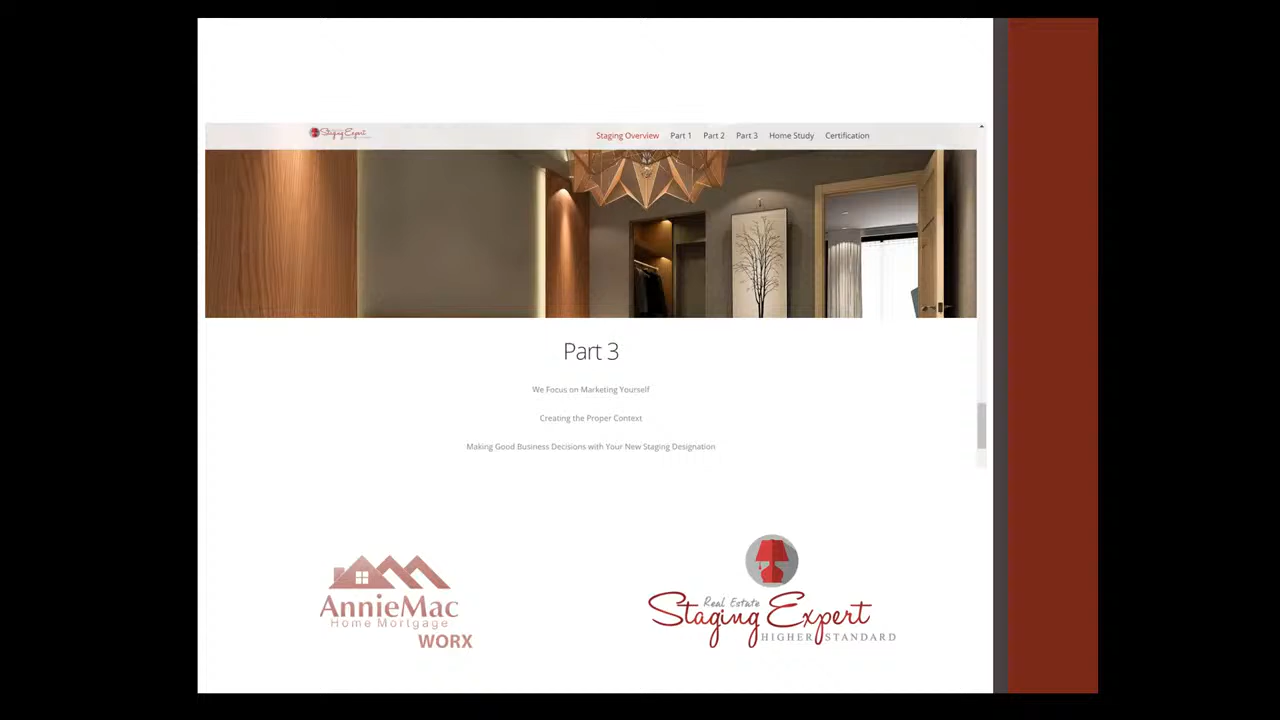 Staging Expert
Staging Overview Part 1 Part 2 Part 3 Home Study Certification
Part 3
We Focus on Marketing Yourself
Creating the Proper Context
Making Good Business Decisions with Your New Staging Designation
AnnieMac
Home Mortgage
WORX
Real Estate
Staging Expert
HIGHER STANDARD